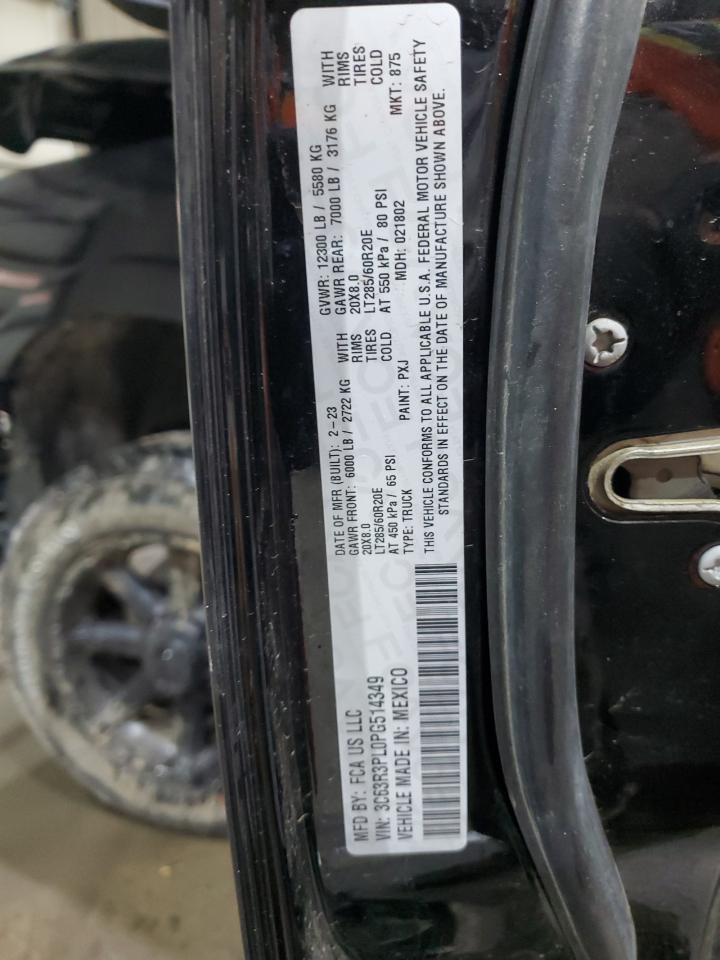 MFD BY: FCA US LLC
VIN: 3C63R3PL0PG514349
VEHICLE MADE IN: MEXICO
DATE OF MFR (BUILT): 2-23
GAWR FRONT: 6000 LB / 2722 KG WITH
20X8.0 RIMS
LT285/60R20E TIRES
AT 450 kPa / 65 PSI COLD
GVWR: 12300 LB / 5580 KG
GAWR REAR: 7000 LB / 3176 KG WITH
20X8.0 RIMS
LT285/60R20E TIRES
AT 550 kPa / 80 PSI COLD
TYPE: TRUCK PAINT: PXJ MDH: 021802 MKT: 875
THIS VEHICLE CONFORMS TO ALL APPLICABLE U.S.A. FEDERAL MOTOR VEHICLE SAFETY
STANDARDS IN EFFECT ON THE DATE OF MANUFACTURE SHOWN ABOVE.